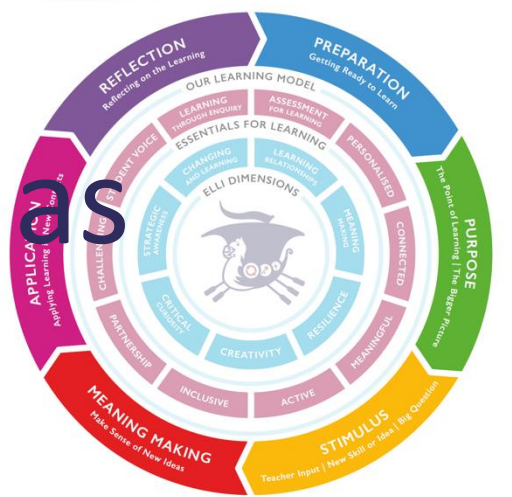 REFLECTION
Reflecting on the Learning
PREPARATION
Getting Ready to Learn
PURPOSE
The Point of Learning | The Bigger Picture
STIMULUS
Teacher Input | New Skill or Idea | Big Question
MEANING MAKING
Make Sense of New Ideas
APPLICATION
Applying Learning
New
as
OUR LEARNING MODEL
LEARNING
THROUGH ENQUIRY
ASSESSMENT
FOR LEARNING
PERSONALISED
CONNECTED
MEANINGFUL
ACTIVE
INCLUSIVE
PARTNERSHIP
CHALLENGING
STUDENT VOICE
ESSENTIALS FOR LEARNING
CHANGING
AND LEARNING
LEARNING
RELATIONSHIPS
MEANING
MAKING
RESILIENCE
CREATIVITY
CRITICAL
CURIOSITY
STRATEGIC
AWARENESS
ELLI DIMENSIONS